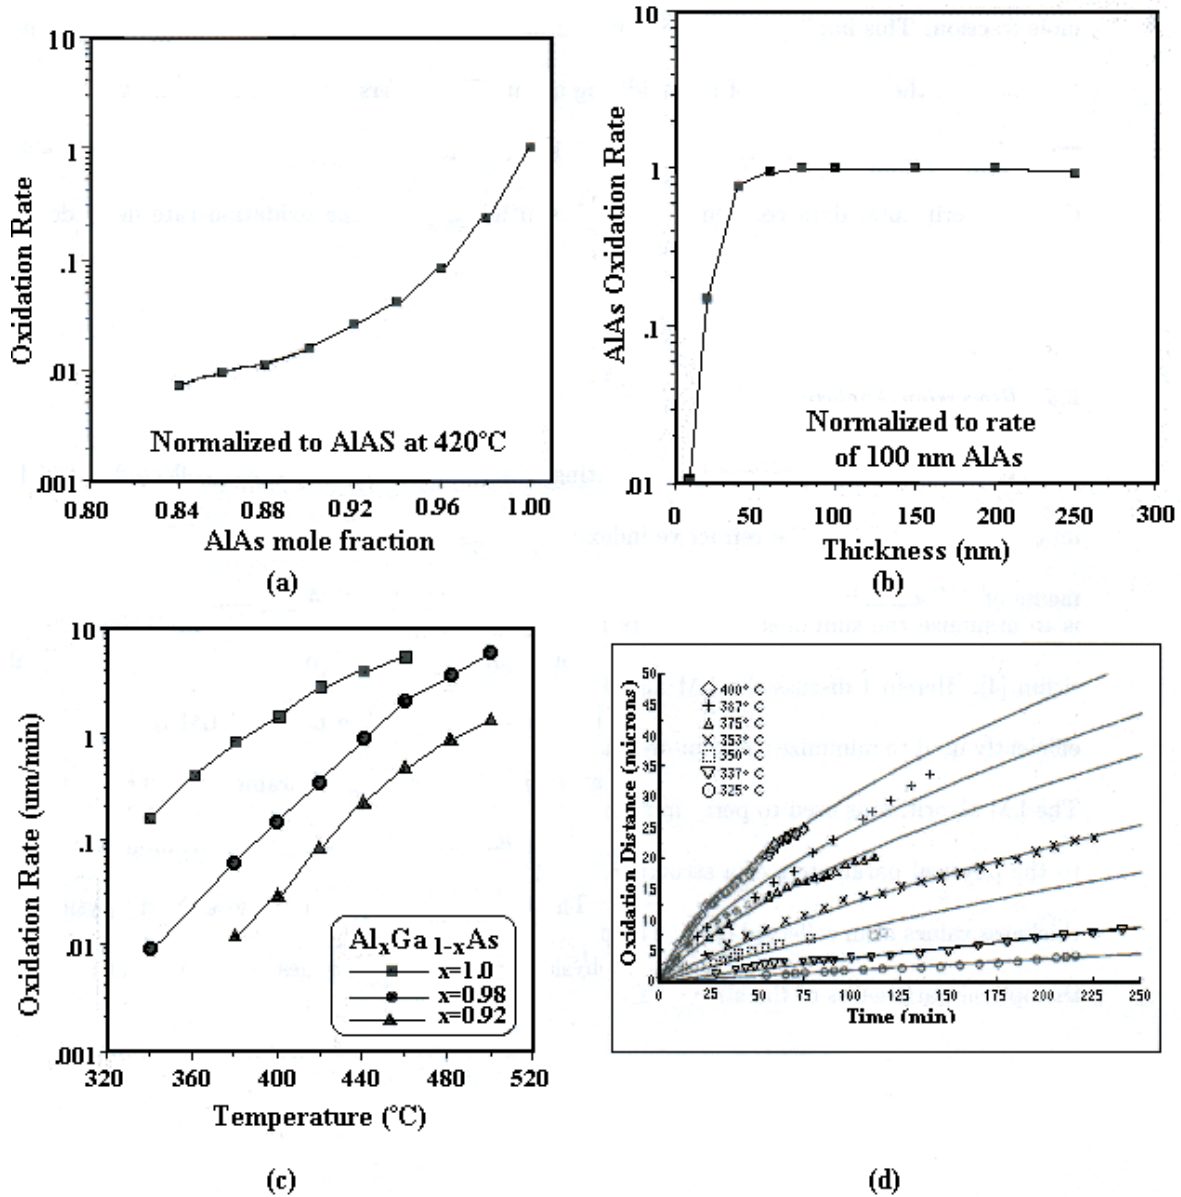 10
1
.1
.01
.001
Oxidation Rate
Normalized to AlAS at 420°C
0.80 0.84 0.88 0.92 0.96 1.00
AlAs mole fraction
(a)
10
1
.1
.01
AlAs Oxidation Rate
Normalized to rate
of 100 nm AlAs
0 50 100 150 200 250 300
Thickness (nm)
(b)
10
1
.1
.01
.001
Oxidation Rate (um/min)
AlxGa1-xAs
x=1.0
x=0.98
x=0.92
320 360 400 440 480 520
Temperature (°C)
(c)
50
45
40
35
30
25
20
15
10
5
0
Oxidation Distance (microns)
400° C
387° C
375° C
353° C
350° C
337° C
325° C
0 25 50 75 100 125 150 175 200 225 250
Time (min)
(d)